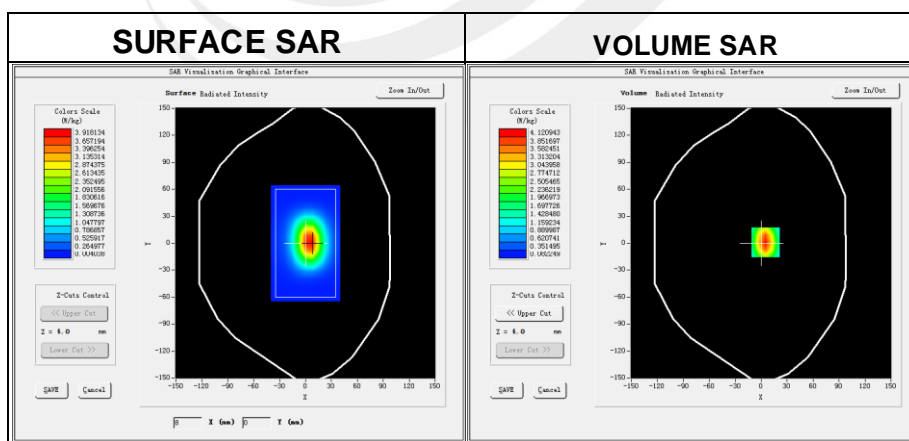 SURFACE SAR
VOLUME SAR
SAR Visualisation Graphical Interface
Surface Radiated Intensity
Zoom In/Out
Colors Scale
(W/kg)
3.918134
3.657194
3.396254
3.135314
2.874375
2.613435
2.352495
2.091556
1.830616
1.569676
1.308736
1.047797
0.786857
0.525917
0.264977
0.004038
150
120
90
60
30
0
-30
-60
-90
-120
-150
Y
-150 -120 -90 -60 -30 0 30 60 90 120 150
X
Z-Cuts Control
<< Upper Cut
Z = 4.0 mm
Lower Cut >>
SAVE Cancel
8 X (mm) 0 Y (mm)
SAR Visualisation Graphical Interface
Volume Radiated Intensity
Zoom In/Out
Colors Scale
(W/kg)
4.120943
3.851697
3.582451
3.313204
3.043958
2.774712
2.505465
2.236219
1.966973
1.697726
1.428480
1.159234
0.889987
0.620741
0.351495
0.082249
150
120
90
60
30
0
-30
-60
-90
-120
-150
Y
-150 -120 -90 -60 -30 0 30 60 90 120 150
X
Z-Cuts Control
<< Upper Cut
Z = 4.0 mm
Lower Cut >>
SAVE Cancel